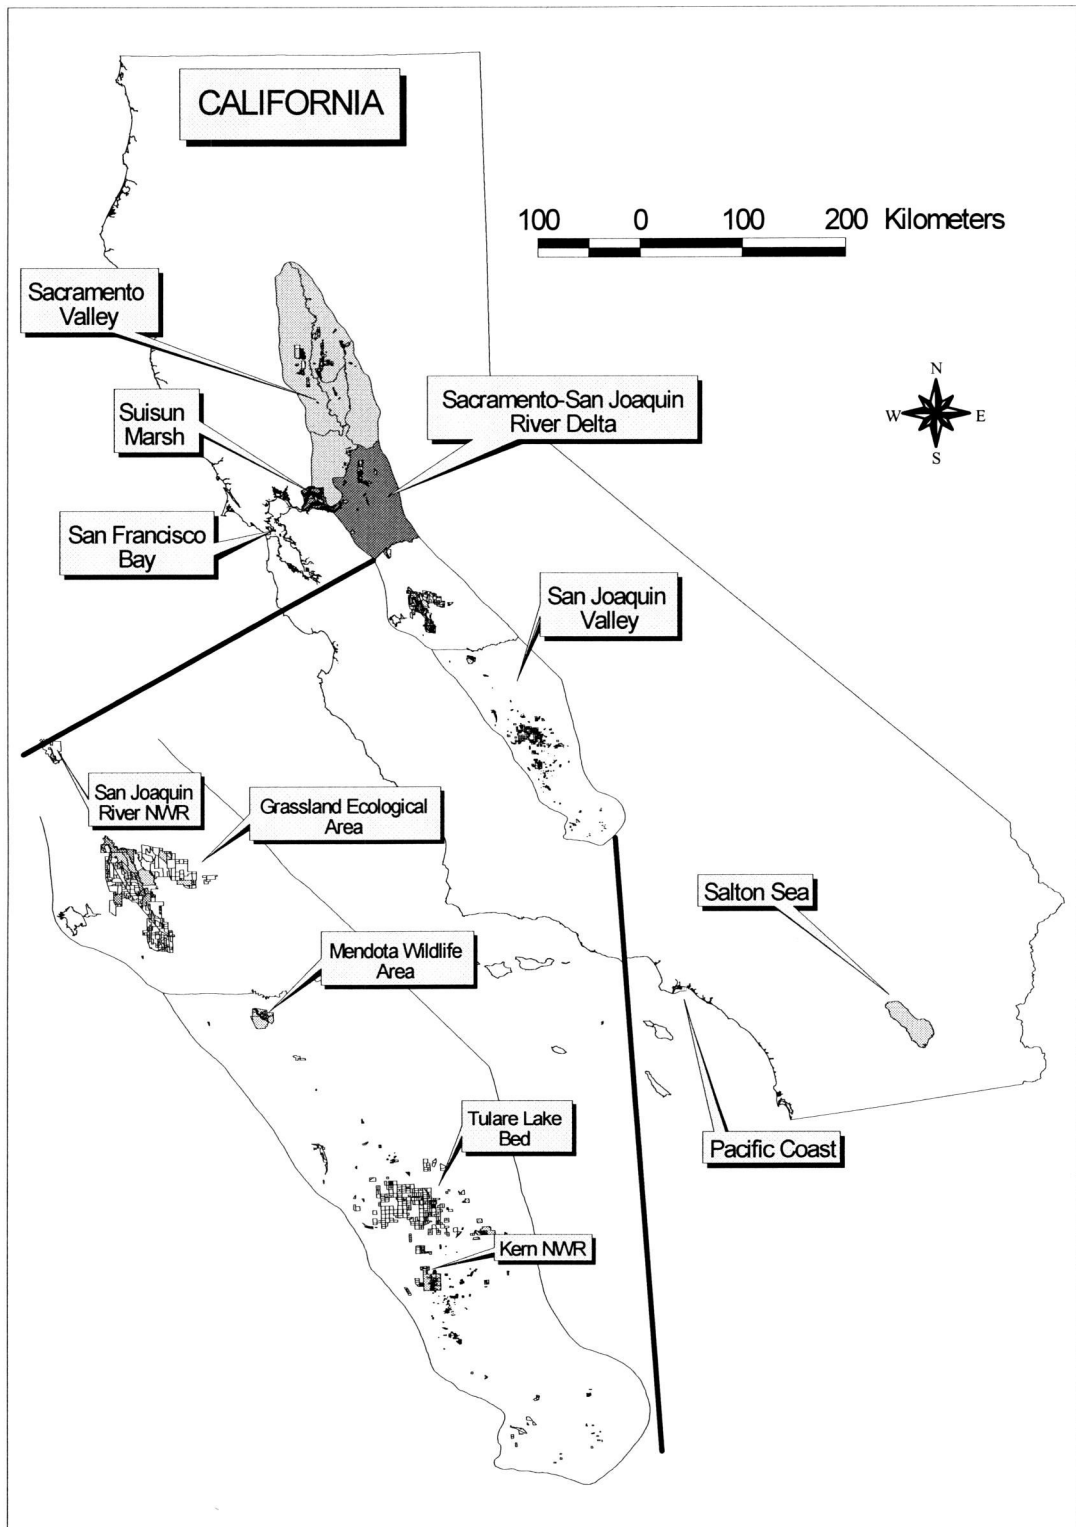 CALIFORNIA
100 0 100 200 Kilometers
Sacramento
Valley
N
W E
S
Suisun
Marsh
Sacramento-San Joaquin
River Delta
San Francisco
Bay
San Joaquin
Valley
San Joaquin
River NWR
Grassland Ecological
Area
Salton Sea
Mendota Wildlife
Area
Tulare Lake
Bed
Pacific Coast
Kern NWR